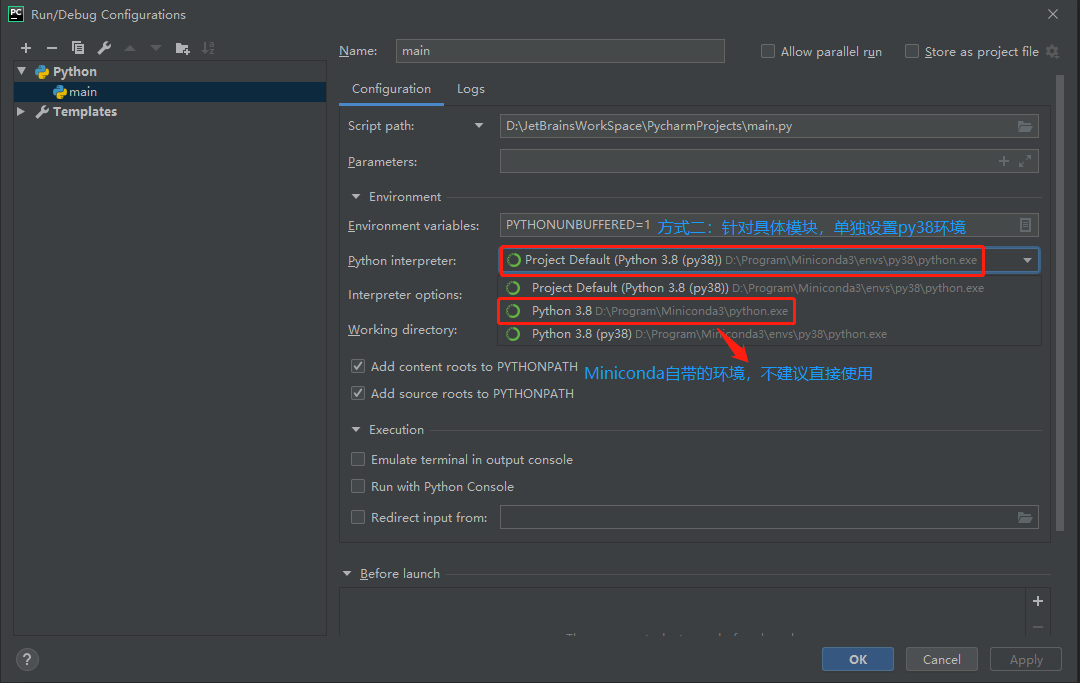 PC Run/Debug Configurations
Name: main
Allow parallel run
Store as project file
Python
main
Templates
Configuration Logs
Script path: D:\JetBrainsWorkSpace\PycharmProjects\main.py
Parameters:
Environment
Environment variables: PYTHONUNBUFFERED=1 方式二：针对具体模块，单独设置py38环境
Python interpreter: Project Default (Python 3.8 (py38)) D:\Program\Miniconda3\envs\py38\python.exe
Project Default (Python 3.8 (py38)) D:\Program\Miniconda3\envs\py38\python.exe
Interpreter options:
Python 3.8 D:\Program\Miniconda3\python.exe
Working directory:
Python 3.8 (py38) D:\Program\Miniconda3\envs\py38\python.exe
Add content roots to PYTHONPATH
Miniconda自带的环境，不建议直接使用
Add source roots to PYTHONPATH
Execution
Emulate terminal in output console
Run with Python Console
Redirect input from:
Before launch
? OK Cancel Apply